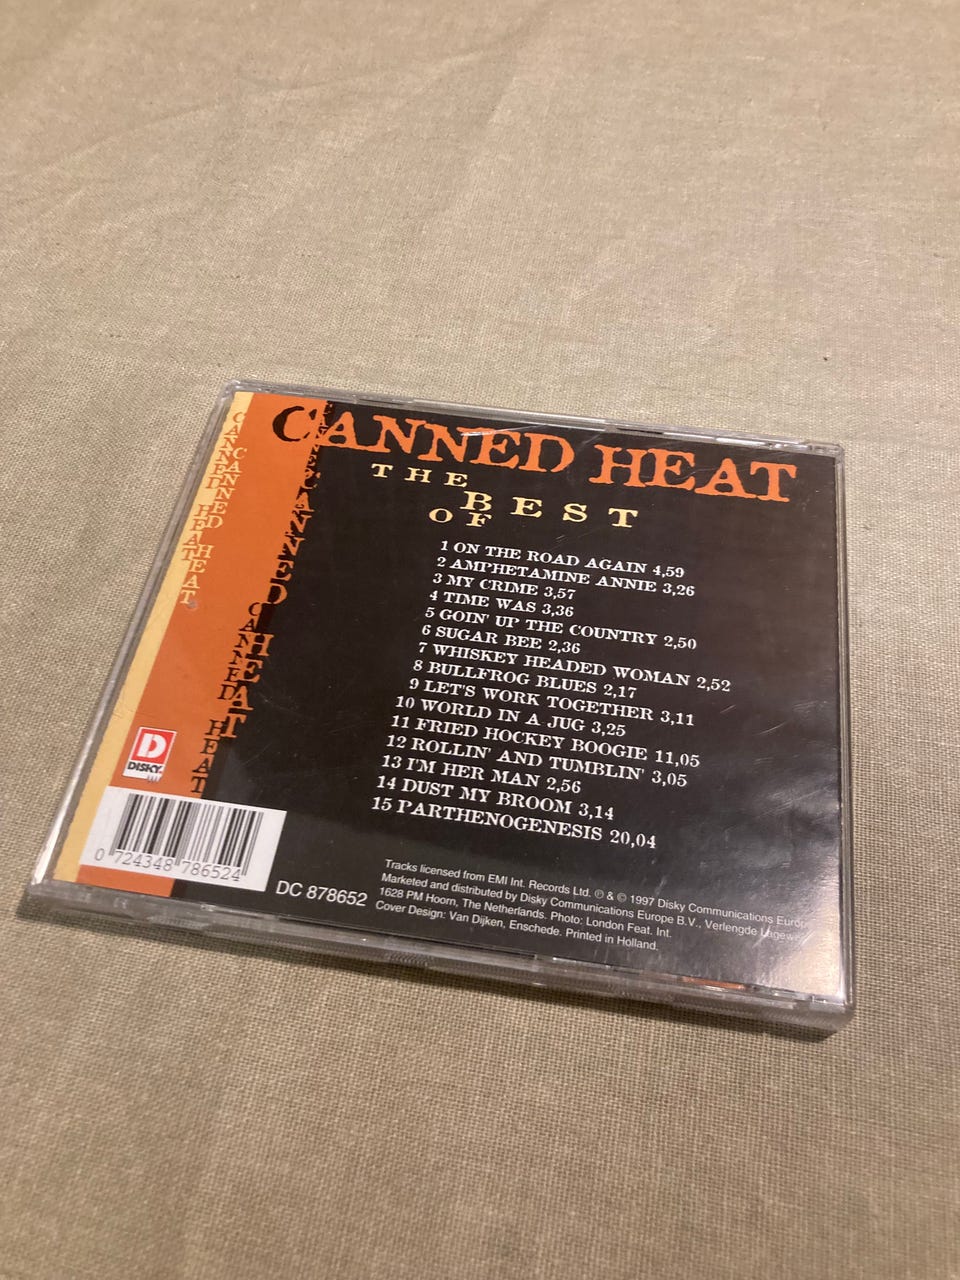 CANNED HEAT
THE
BEST
OF
1 ON THE ROAD AGAIN 4,59
2 AMPHETAMINE ANNIE 3,26
3 MY CRIME 3,57
4 TIME WAS 3,36
5 GOIN' UP THE COUNTRY 2,50
6 SUGAR BEE 2,36
7 WHISKEY HEADED WOMAN 2,52
8 BULLFROG BLUES 2,17
9 LET'S WORK TOGETHER 3,11
10 WORLD IN A JUG 3,25
11 FRIED HOCKEY BOOGIE 11,05
12 ROLLIN' AND TUMBLIN' 3,05
13 I'M HER MAN 2,56
14 DUST MY BROOM 3,14
15 PARTHENOGENESIS 20,04
CANNED HEAT
CANNED HEAT
CANNED HEAT
CANNED HEAT
D
DISKY
0 724348 786524
DC 878652
Tracks licensed from EMI Int. Records Ltd. ℗ & © 1997 Disky Communications
Marketed and distributed by Disky Communications Europe B.V., Verlengde
1628 PM Hoorn, The Netherlands. Photo: London Feat. Int.
Cover Design: Van Dijken, Enschede. Printed in Holland.